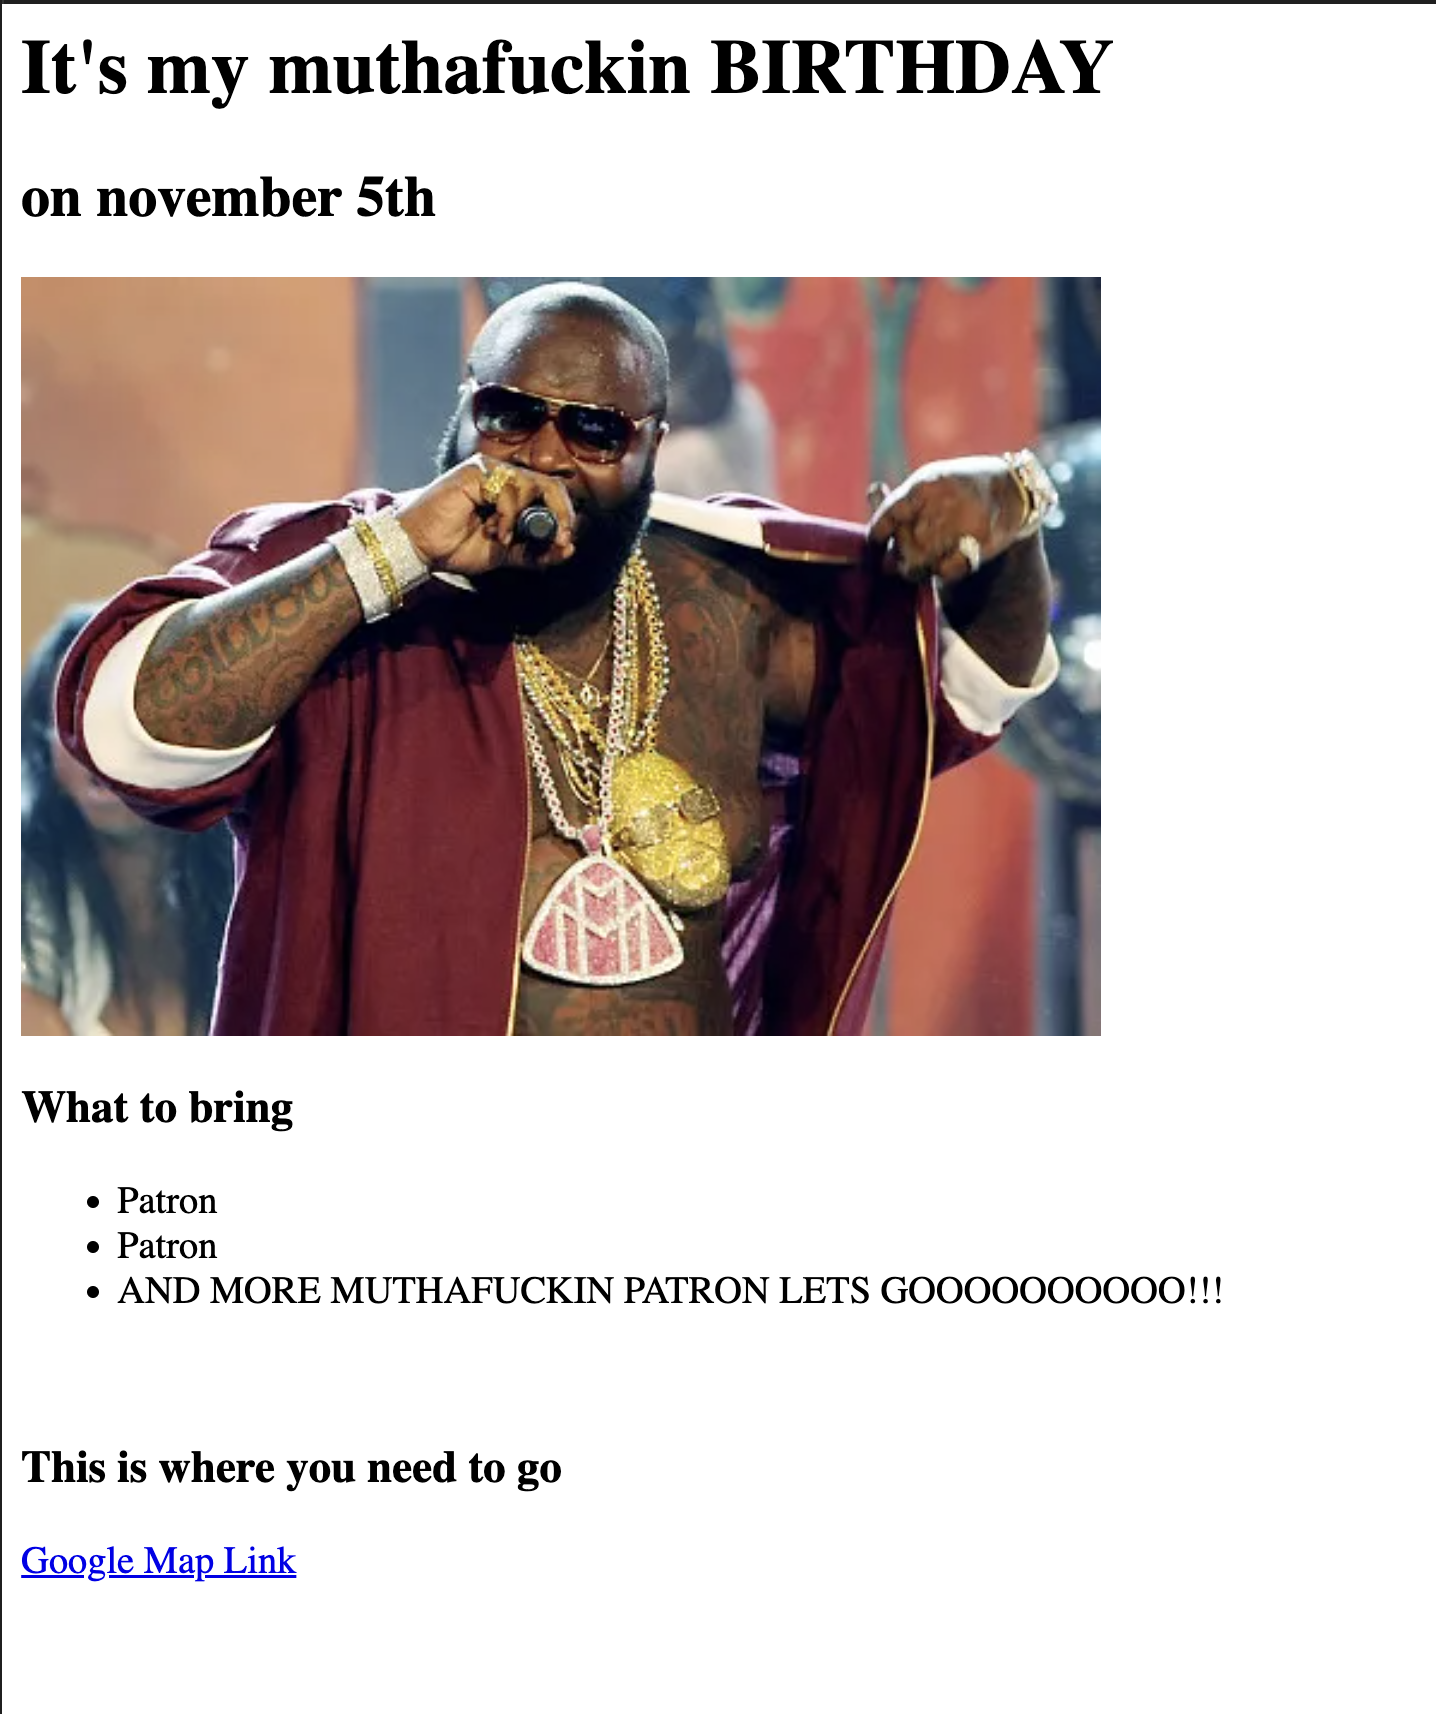 It's my muthafuckin BIRTHDAY
on november 5th
What to bring
Patron
Patron
AND MORE MUTHAFUCKIN PATRON LETS GOOOOOOOOOOO!!!
This is where you need to go
Google Map Link